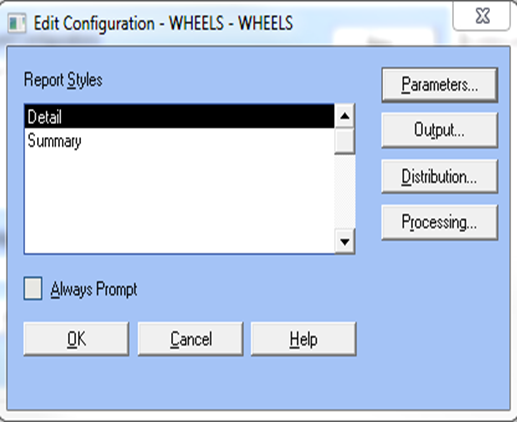 Edit Configuration - WHEELS - WHEELS
Report Styles
Detail
Summary
Parameters...
Output...
Distribution...
Processing...
Always Prompt
OK Cancel Help